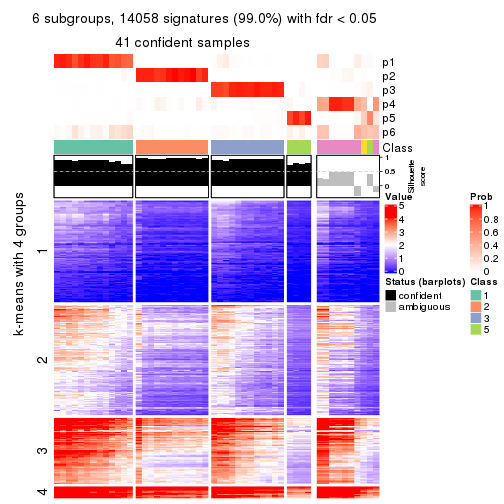 6 subgroups, 14058 signatures (99.0%) with fdr < 0.05
41 confident samples
p1
p2
p3
p4
p5
p6
Class
1
0.5
0
Silhouette
score
k-means with 4 groups
1
2
3
4
Value
5
4
3
2
1
0
Prob
1
0.8
0.6
0.4
0.2
0
Status (barplots)
confident
ambiguous
Class
1
2
3
5